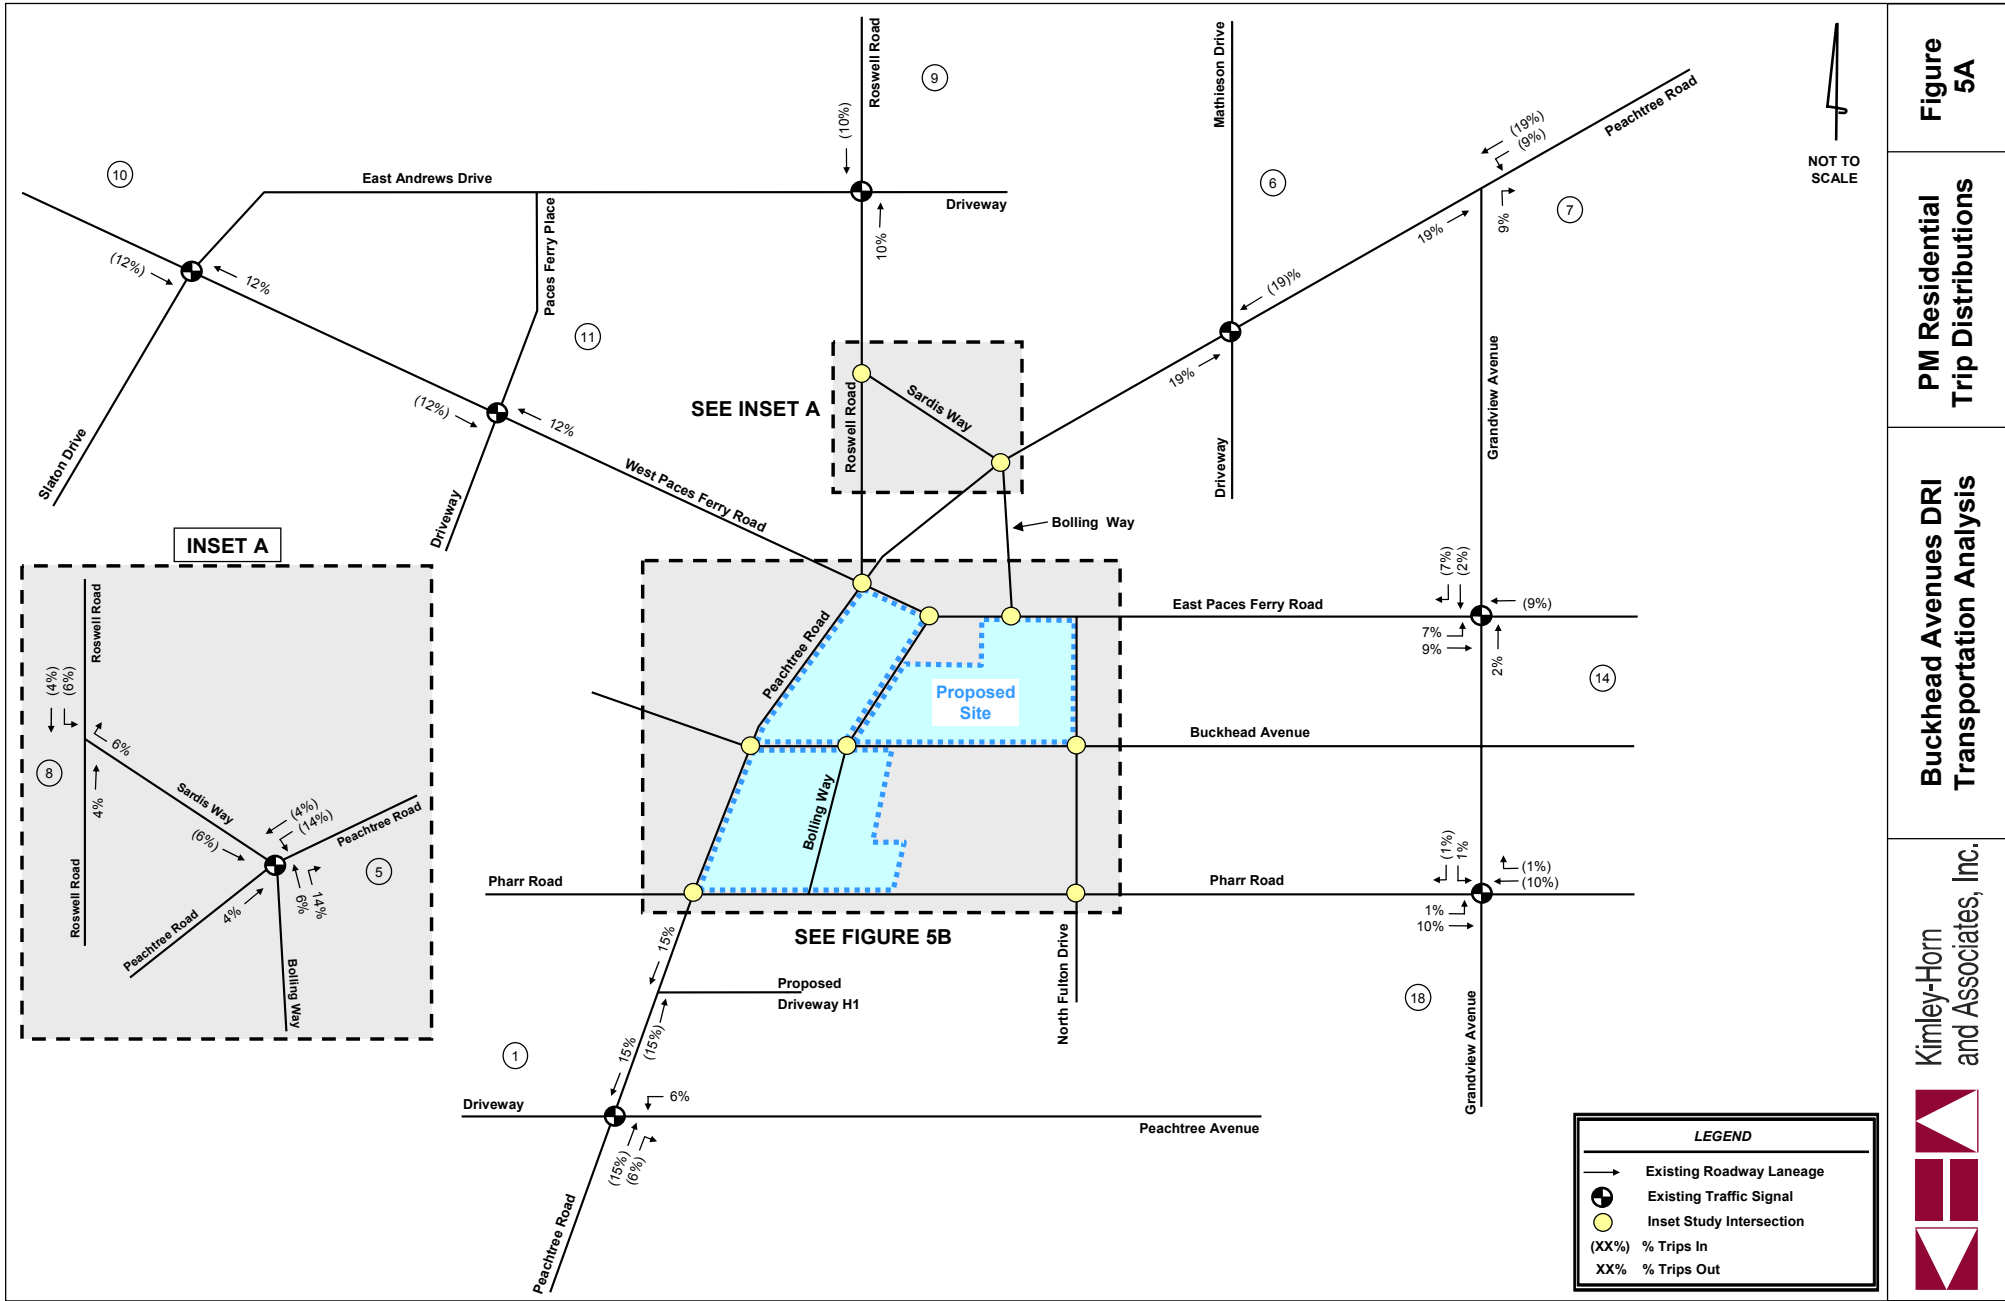 Roswell Road
9
(10%)
10
East Andrews Drive
Driveway
10%
Paces Ferry Place
(12%)
12%
Slaton Drive
11
(12%)
12%
Driveway
West Paces Ferry Road
Mathieson Drive
6
(19%)
(9%)
Peachtree Road
NOT TO
SCALE
7
9%
19%
(19)%
19%
Driveway
Grandview Avenue
SEE INSET A
Roswell Road
Sardis Way
Bolling Way
INSET A
Roswell Road
(4%)
(6%)
6%
8
4%
Sardis Way
(6%)
(4%)
(14%)
Peachtree Road
5
14%
6%
4%
Peachtree Road
Roswell Road
Bolling Way
Peachtree Road
East Paces Ferry Road
(7%)
(2%)
(9%)
7%
9%
2%
14
Proposed
Site
Buckhead Avenue
Bolling Way
Pharr Road
Pharr Road
(1%)
1%
(1%)
(10%)
1%
10%
SEE FIGURE 5B
15%
Proposed
Driveway H1
North Fulton Drive
18
Grandview Avenue
1
15%
(15%)
Driveway
6%
Peachtree Avenue
(15%)
(6%)
Peachtree Road
LEGEND
Existing Roadway Laneage
Existing Traffic Signal
Inset Study Intersection
(XX%) % Trips In
XX% % Trips Out
Figure
5A
PM Residential
Trip Distributions
Buckhead Avenues DRI
Transportation Analysis
Kimley-Horn
and Associates, Inc.